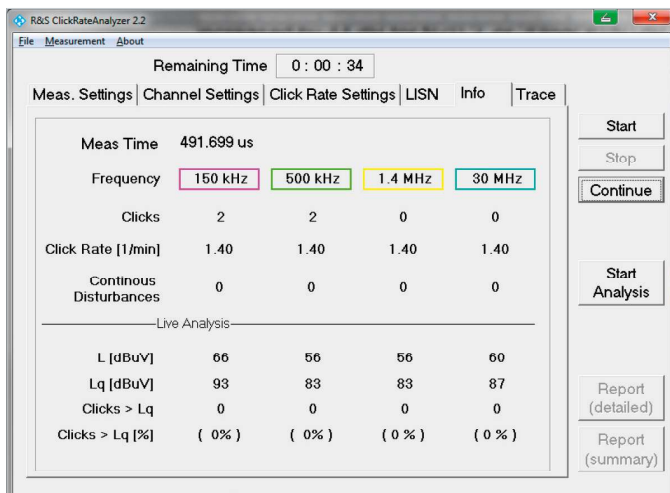 R&S ClickRateAnalyzer 2.2
File Measurement About
Remaining Time 0 : 00 : 34
Meas. Settings Channel Settings Click Rate Settings LISN Info Trace
Start
Meas Time 491.699 us
Stop
Frequency 150 kHz 500 kHz 1.4 MHz 30 MHz
Continue
Clicks 2 2 0 0
Click Rate [1/min] 1.40 1.40 1.40 1.40
Continous
Disturbances 0 0 0 0
Start
Analysis
Live Analysis
L [dBuV] 66 56 56 60
Lq [dBuV] 93 83 83 87
Clicks > Lq 0 0 0 0
Clicks > Lq [%] ( 0% ) ( 0% ) ( 0 % ) ( 0 % )
Report
(detailed)
Report
(summary)